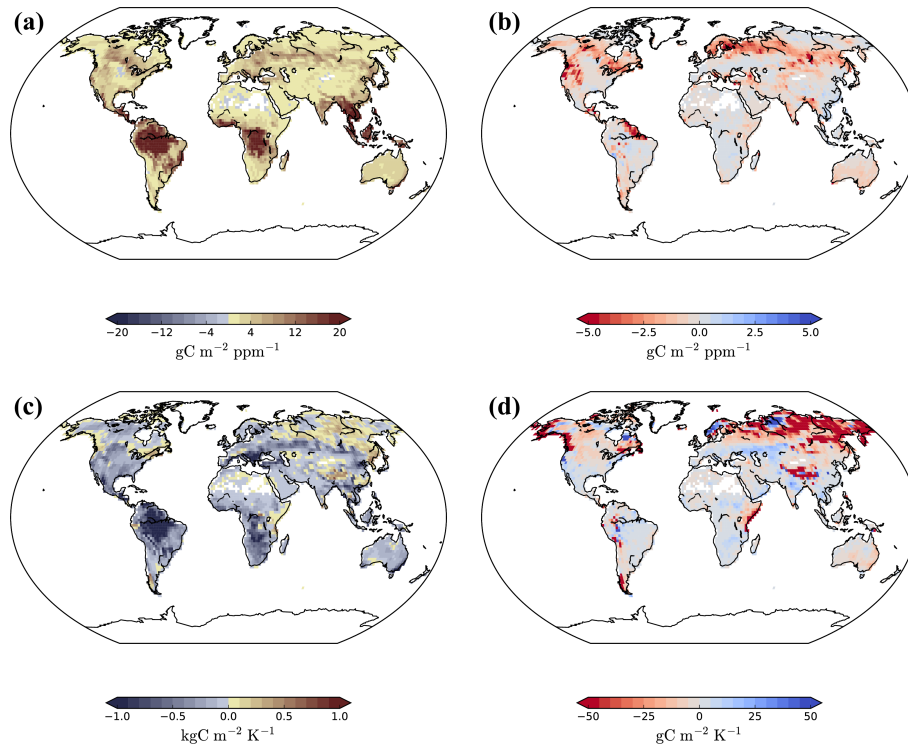 (a)
(b)
−20 −12 −4 4 12 20
gC m⁻² ppm⁻¹
−5.0 −2.5 0.0 2.5 5.0
gC m⁻² ppm⁻¹
(c)
(d)
−1.0 −0.5 0.0 0.5 1.0
kgC m⁻² K⁻¹
−50 −25 0 25 50
gC m⁻² K⁻¹